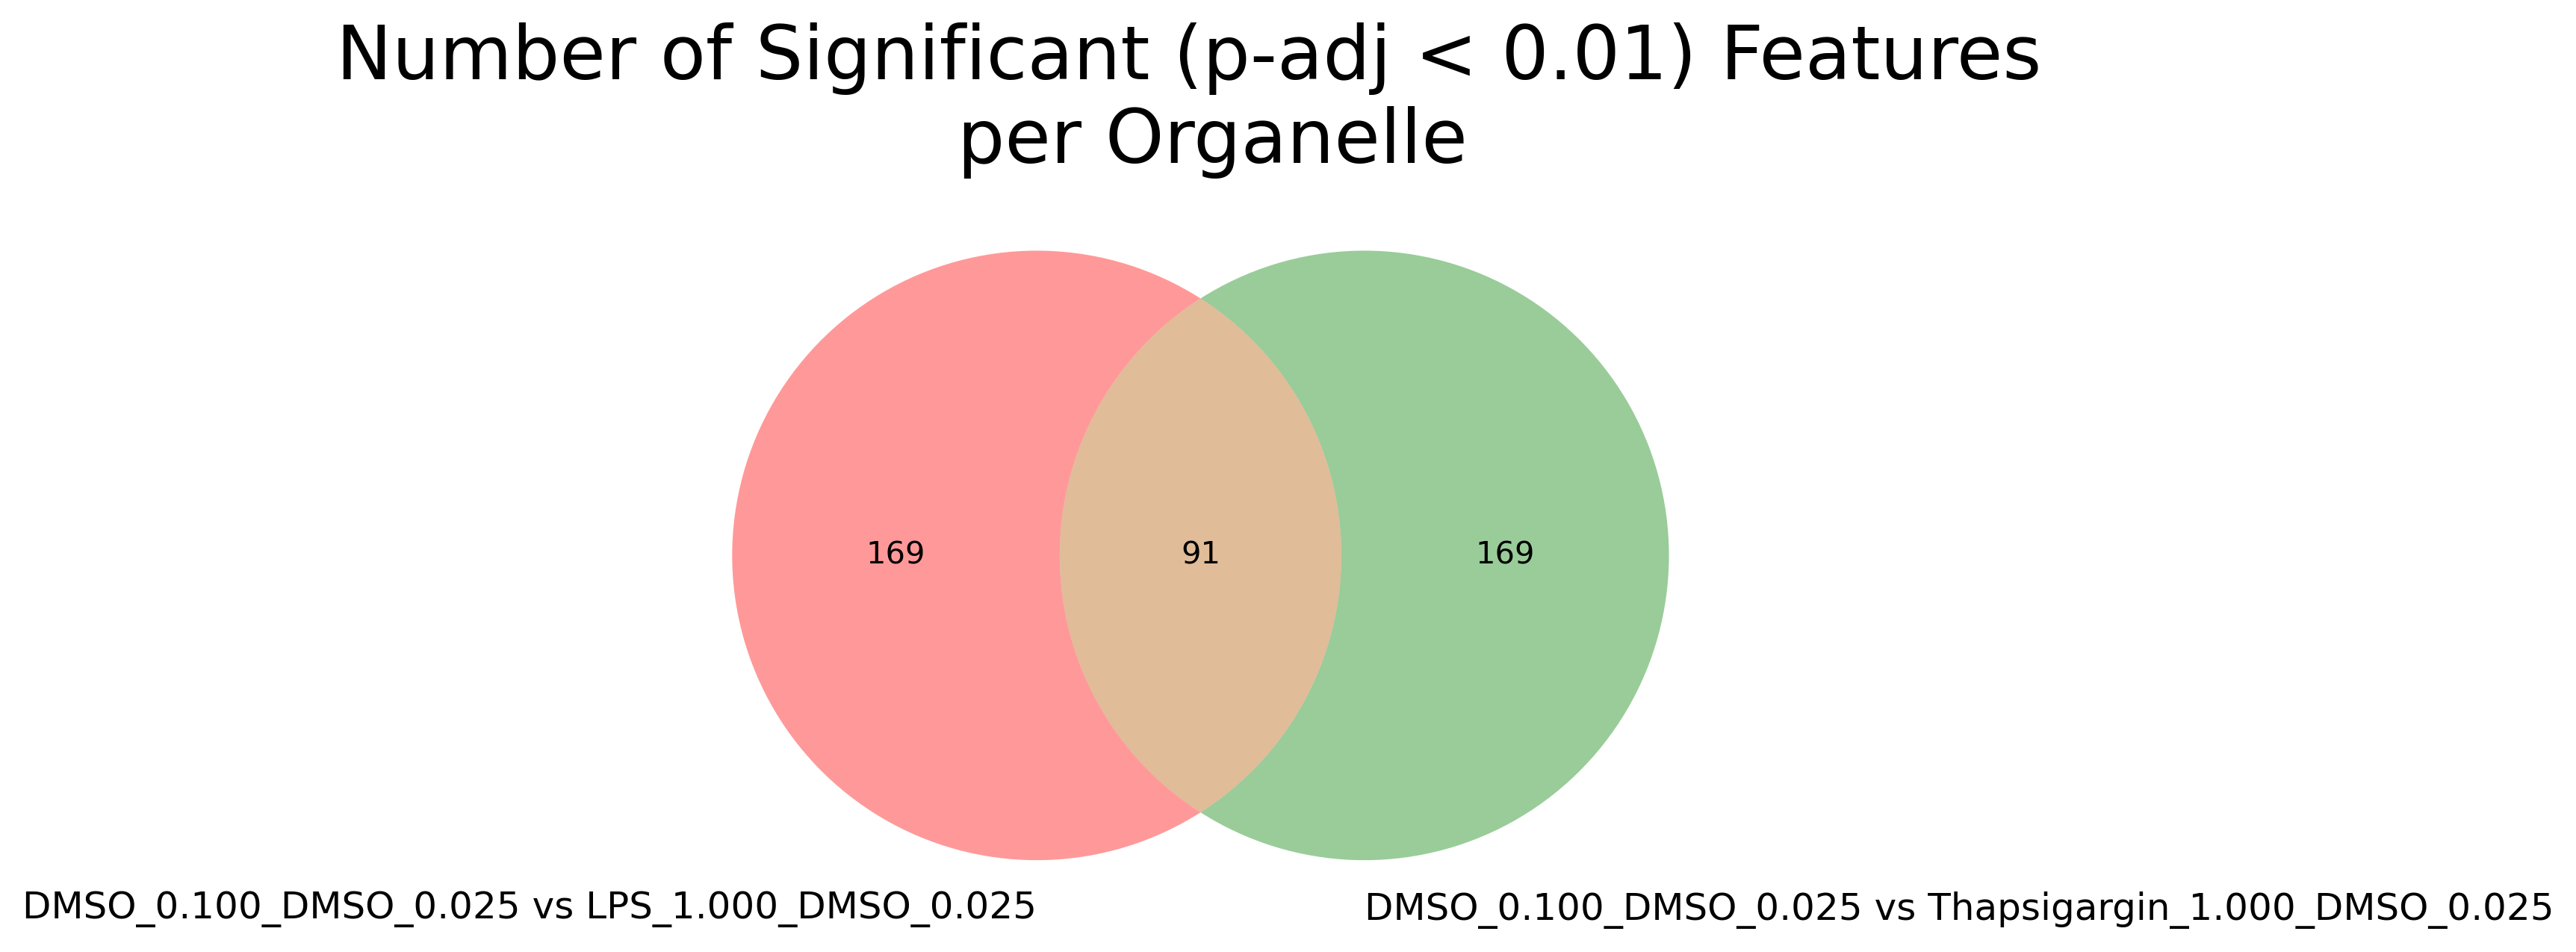 Number of Significant (p-adj < 0.01) Features
per Organelle
169
91
169
DMSO_0.100_DMSO_0.025 vs LPS_1.000_DMSO_0.025
DMSO_0.100_DMSO_0.025 vs Thapsigargin_1.000_DMSO_0.025